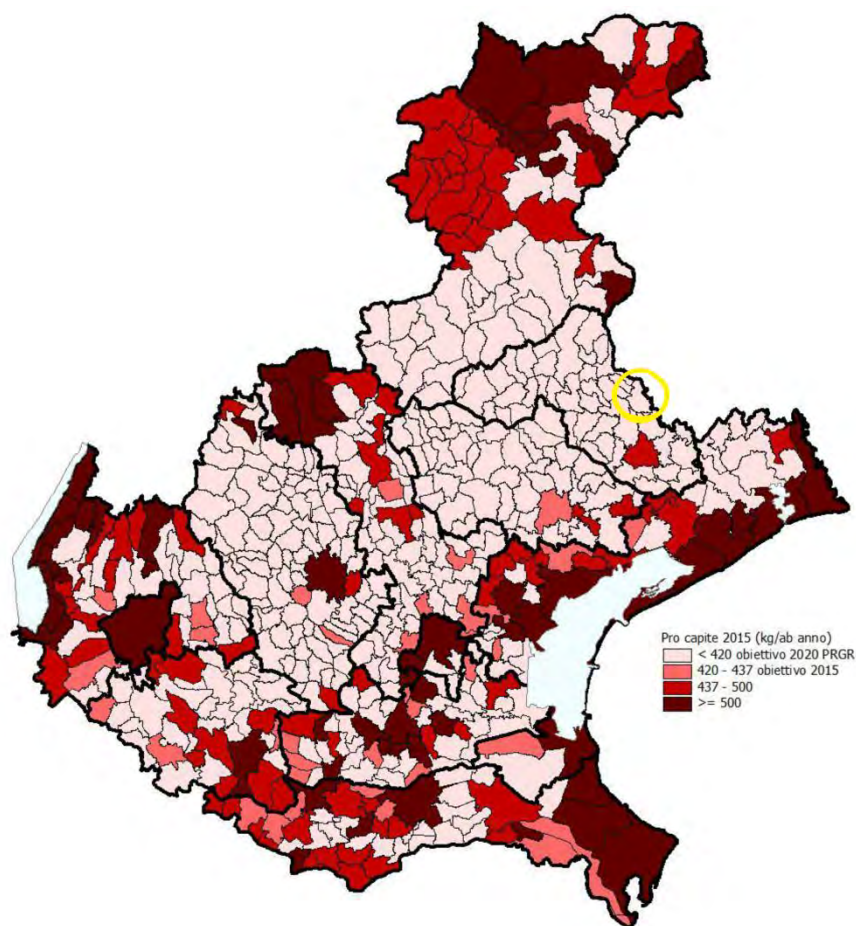 Pro capite 2015 (kg/ab anno)
< 420 obiettivo 2020 PRGR
420 - 437 obiettivo 2015
437 - 500
>= 500